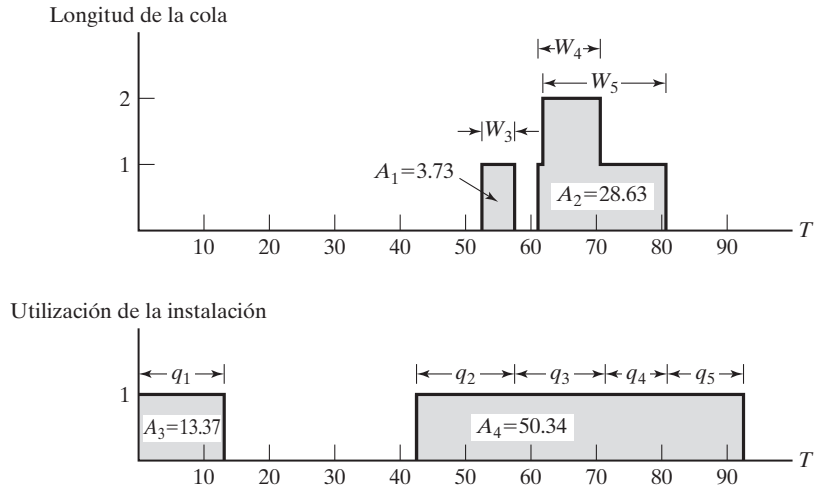 Longitud de la cola
W₄
W₅
2
W₃
A₁=3.73
1
A₂=28.63
10 20 30 40 50 60 70 80 90 T
Utilización de la instalación
q₁ q₂ q₃ q₄ q₅
1
A₃=13.37 A₄=50.34
10 20 30 40 50 60 70 80 90 T